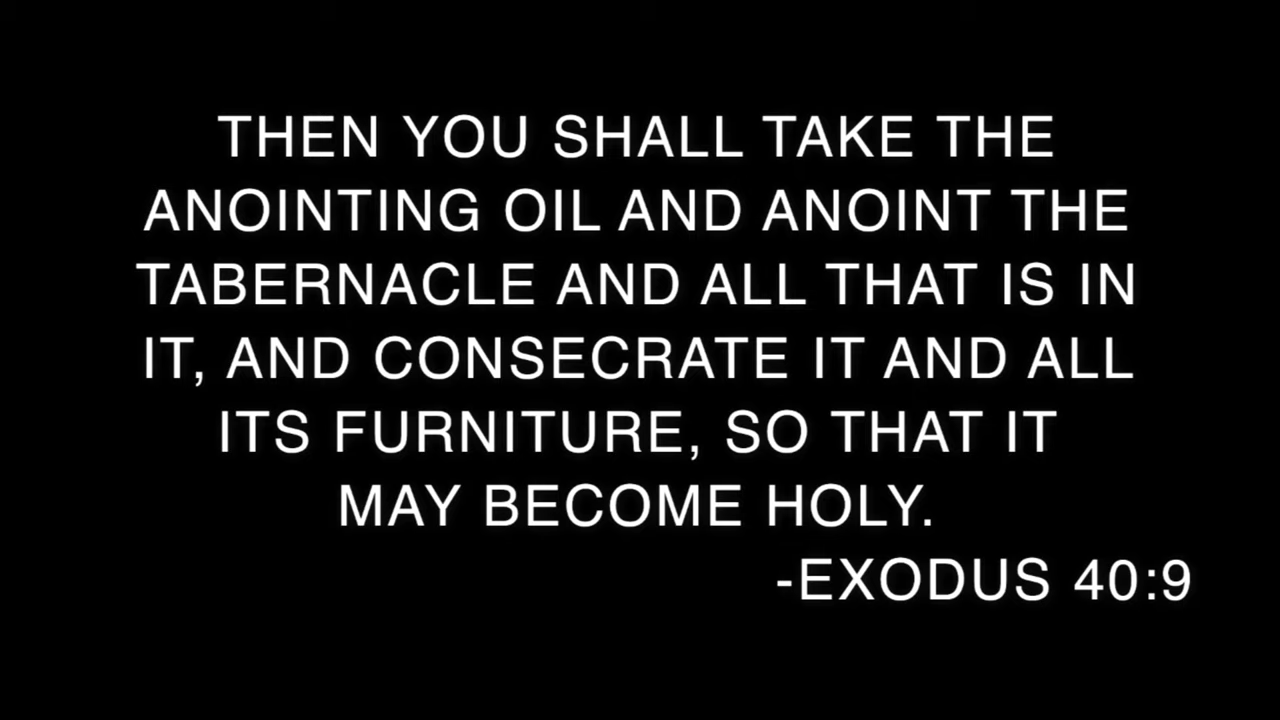 THEN YOU SHALL TAKE THE
ANOINTING OIL AND ANOINT THE
TABERNACLE AND ALL THAT IS IN
IT, AND CONSECRATE IT AND ALL
ITS FURNITURE, SO THAT IT
MAY BECOME HOLY.
-EXODUS 40:9